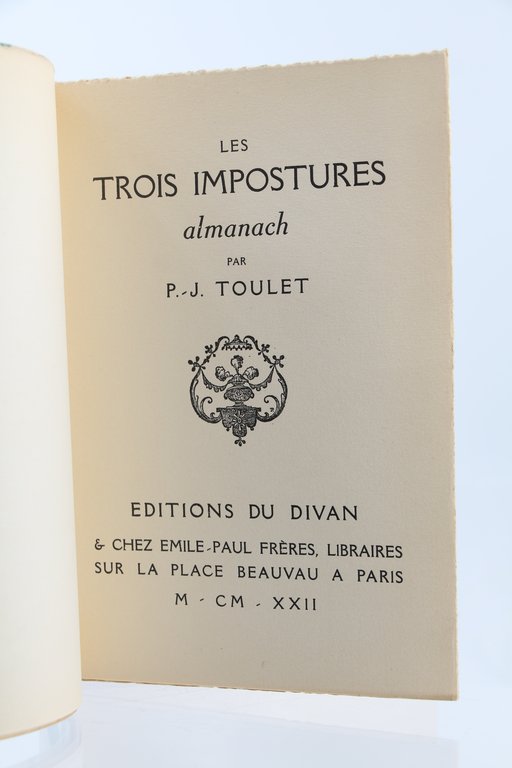 LES
TROIS IMPOSTURES
almanach
PAR
P.-J. TOULET
EDITIONS DU DIVAN
& CHEZ EMILE-PAUL FRÈRES, LIBRAIRES
SUR LA PLACE BEAUVAU A PARIS
M - CM - XXII